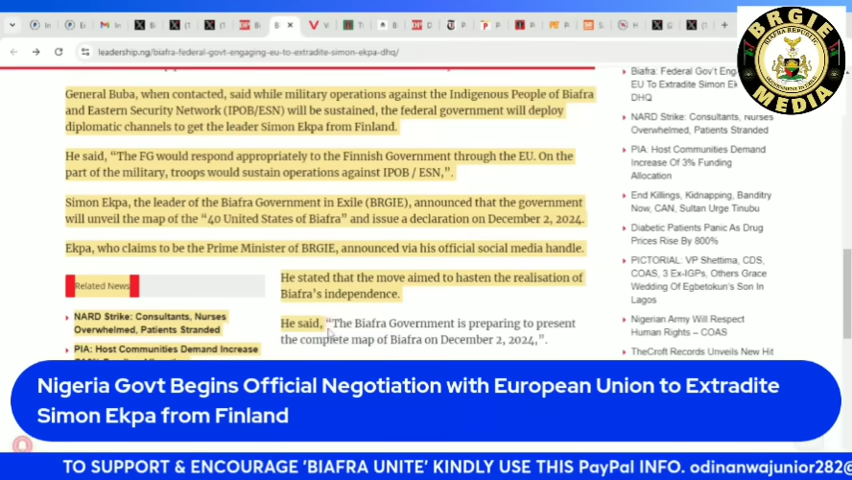 leadership.ng/biafra-federal-govt-engaging-eu-to-extradite-simon-ekpa-dhq/
BRGIE
BIAFRA REPUBLIC
GOVERNMENT IN EXILE
MEDIA
General Buba, when contacted, said while military operations against the Indigenous People of Biafra
and Eastern Security Network (IPOB/ESN) will be sustained, the federal government will deploy
diplomatic channels to get the leader Simon Ekpa from Finland.
He said, “The FG would respond appropriately to the Finnish Government through the EU. On the
part of the military, troops would sustain operations against IPOB / ESN,”.
Simon Ekpa, the leader of the Biafra Government in Exile (BRGIE), announced that the government
will unveil the map of the “40 United States of Biafra” and issue a declaration on December 2, 2024.
Ekpa, who claims to be the Prime Minister of BRGIE, announced via his official social media handle.
Related News
NARD Strike: Consultants, Nurses
Overwhelmed, Patients Stranded
PIA: Host Communities Demand Increase
He stated that the move aimed to hasten the realisation of
Biafra’s independence.
He said, “The Biafra Government is preparing to present
the complete map of Biafra on December 2, 2024,”.
Biafra: Federal Gov’t Eng
EU To Extradite Simon Ek
DHQ
NARD Strike: Consultants, Nurses
Overwhelmed, Patients Stranded
PIA: Host Communities Demand
Increase Of 3% Funding
Allocation
End Killings, Kidnapping, Banditry
Now, CAN, Sultan Urge Tinubu
Diabetic Patients Panic As Drug
Prices Rise By 800%
PICTORIAL: VP Shettima, CDS,
COAS, 3 Ex-IGPs, Others Grace
Wedding Of Egbetokun’s Son In
Lagos
Nigerian Army Will Respect
Human Rights – COAS
TheCroft Records Unveils New Hit
Nigeria Govt Begins Official Negotiation with European Union to Extradite
Simon Ekpa from Finland
TO SUPPORT & ENCOURAGE ‘BIAFRA UNITE’ KINDLY USE THIS PayPal INFO. odinanwajunior282@